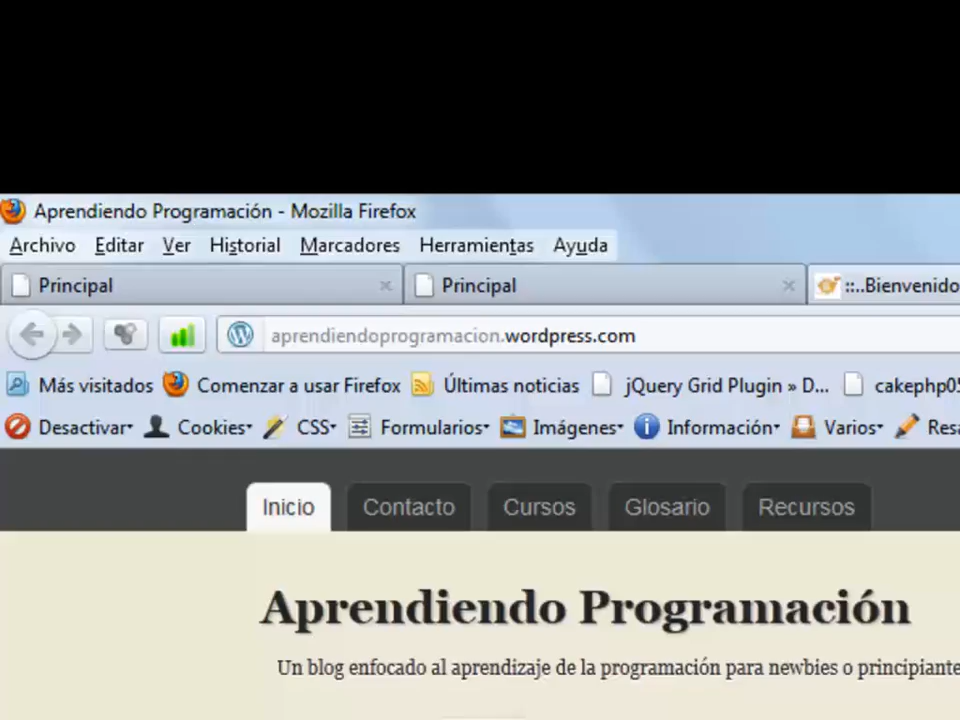 Aprendiendo Programación - Mozilla Firefox
Archivo Editar Ver Historial Marcadores Herramientas Ayuda
Principal Principal ::..Bienvenido
aprendiendoprogramacion.wordpress.com
Más visitados Comenzar a usar Firefox Últimas noticias jQuery Grid Plugin » D... cakephp05
Desactivar Cookies CSS Formularios Imágenes Información Varios
Inicio Contacto Cursos Glosario Recursos
Aprendiendo Programación
Un blog enfocado al aprendizaje de la programación para newbies o principiante